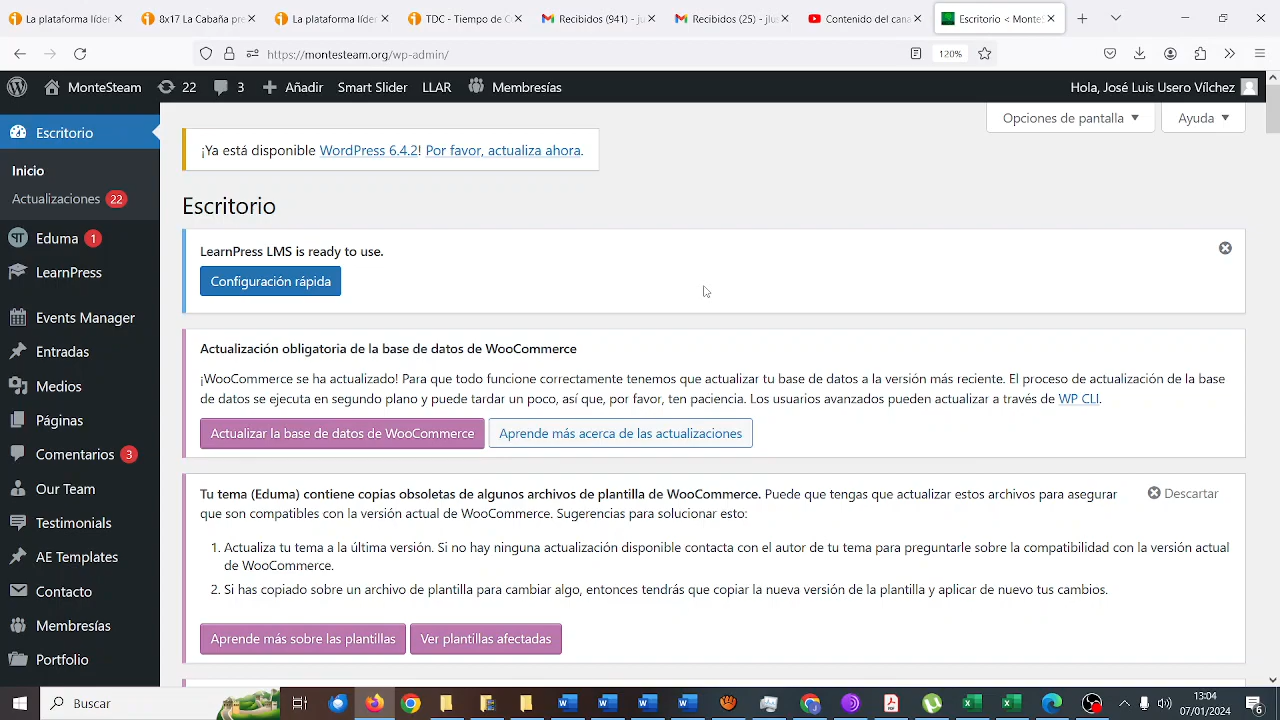 La plataforma líder
8x17 La Cabaña
La plataforma líder
TDC - Tiempo de C
Recibidos (941) - ju
Recibidos (25) - jlu
Contenido del cana
Escritorio < Montes
https://montesteam.org/wp-admin/
120%
MonteSteam
22
3
Añadir
Smart Slider
LLAR
Membresías
Hola, José Luis Usero Vílchez
Opciones de pantalla
Ayuda
Escritorio
Inicio
Actualizaciones 22
Eduma 1
LearnPress
Events Manager
Entradas
Medios
Páginas
Comentarios 3
Our Team
Testimonials
AE Templates
Contacto
Membresías
Portfolio
¡Ya está disponible WordPress 6.4.2! Por favor, actualiza ahora.
Escritorio
LearnPress LMS is ready to use.
Configuración rápida
Actualización obligatoria de la base de datos de WooCommerce
¡WooCommerce se ha actualizado! Para que todo funcione correctamente tenemos que actualizar tu base de datos a la versión más reciente. El proceso de actualización de la base
de datos se ejecuta en segundo plano y puede tardar un poco, así que, por favor, ten paciencia. Los usuarios avanzados pueden actualizar a través de WP CLI.
Actualizar la base de datos de WooCommerce
Aprende más acerca de las actualizaciones
Tu tema (Eduma) contiene copias obsoletas de algunos archivos de plantilla de WooCommerce. Puede que tengas que actualizar estos archivos para asegurar
que son compatibles con la versión actual de WooCommerce. Sugerencias para solucionar esto:
Descartar
1. Actualiza tu tema a la última versión. Si no hay ninguna actualización disponible contacta con el autor de tu tema para preguntarle sobre la compatibilidad con la versión actual
de WooCommerce.
2. Si has copiado sobre un archivo de plantilla para cambiar algo, entonces tendrás que copiar la nueva versión de la plantilla y aplicar de nuevo tus cambios.
Aprende más sobre las plantillas
Ver plantillas afectadas
Buscar
13:04
07/01/2024
6